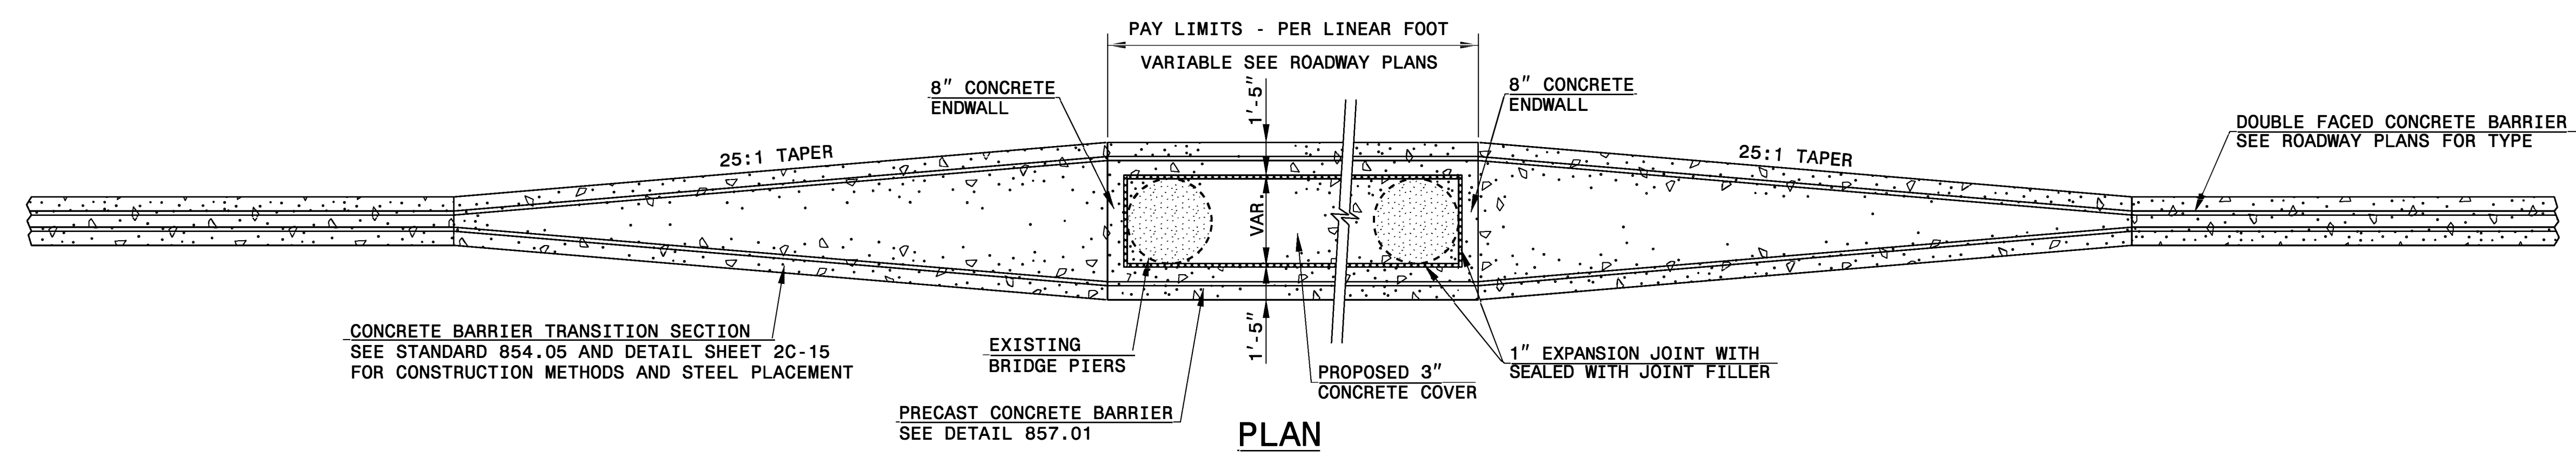 PAY LIMITS - PER LINEAR FOOT
VARIABLE SEE ROADWAY PLANS
8" CONCRETE
ENDWALL
1'-5"
8" CONCRETE
ENDWALL
DOUBLE FACED CONCRETE BARRIER
SEE ROADWAY PLANS FOR TYPE
25:1 TAPER
25:1 TAPER
VAR.
CONCRETE BARRIER TRANSITION SECTION
SEE STANDARD 854.05 AND DETAIL SHEET 2C-15
FOR CONSTRUCTION METHODS AND STEEL PLACEMENT
EXISTING
BRIDGE PIERS
1'-5"
PROPOSED 3"
CONCRETE COVER
1" EXPANSION JOINT WITH
SEALED WITH JOINT FILLER
PRECAST CONCRETE BARRIER
SEE DETAIL 857.01
PLAN